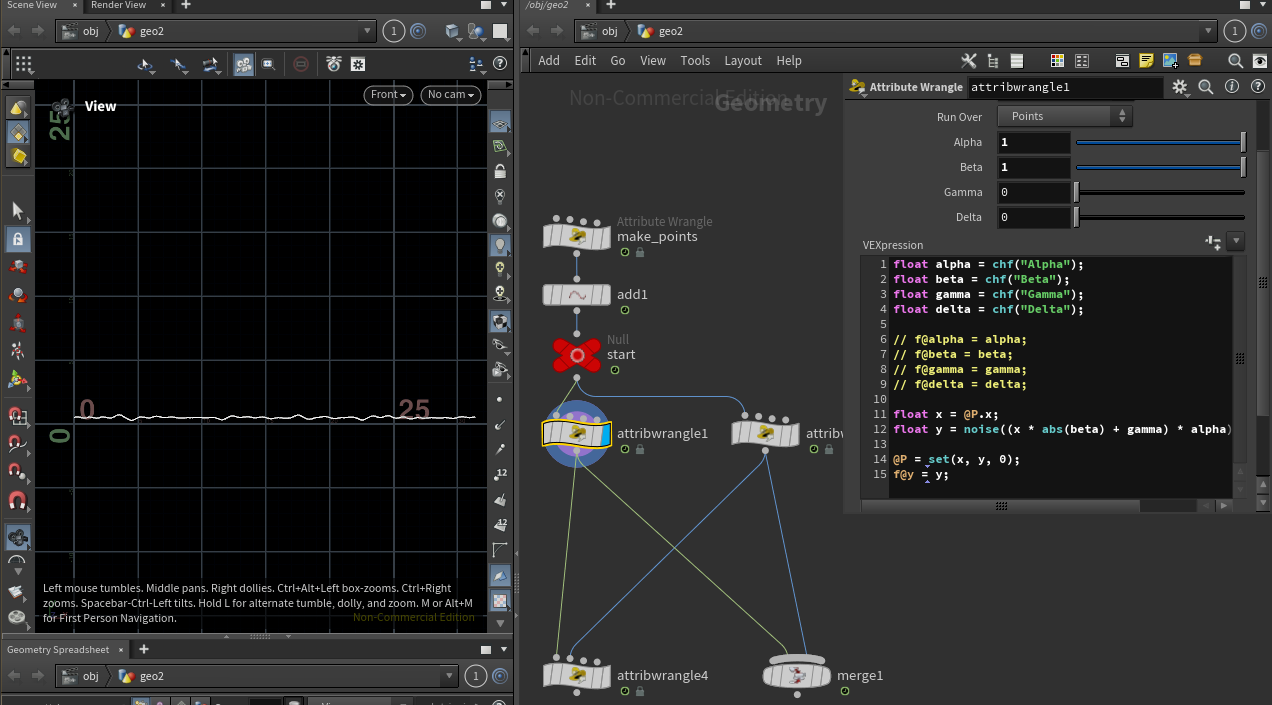 Scene View × Render View × +
obj geo2
1
View
Front
No cam
25
0
25
0
12
12
Left mouse tumbles. Middle pans. Right dollies. Ctrl+Alt+Left box-zooms. Ctrl+Right
zooms. Spacebar-Ctrl-Left tilts. Hold L for alternate tumble, dolly, and zoom. M or Alt+M
for First Person Navigation.
Non-Commercial Edition
Geometry Spreadsheet × +
obj geo2
1
View
/obj/geo2 × +
obj geo2
1
Add Edit Go View Tools Layout Help
Non-Commercial Edition
Geometry
Attribute Wrangle
make_points
add1
Null
start
attribwrangle1
attribw
attribwrangle4
merge1
Attribute Wrangle attribwrangle1
Run Over Points
Alpha 1
Beta 1
Gamma 0
Delta 0
VEXpression
1 float alpha = chf("Alpha");
2 float beta = chf("Beta");
3 float gamma = chf("Gamma");
4 float delta = chf("Delta");
5
6 // f@alpha = alpha;
7 // f@beta = beta;
8 // f@gamma = gamma;
9 // f@delta = delta;
10
11 float x = @P.x;
12 float y = noise((x * abs(beta) + gamma) * alpha)
13
14 @P = set(x, y, 0);
15 f@y = y;